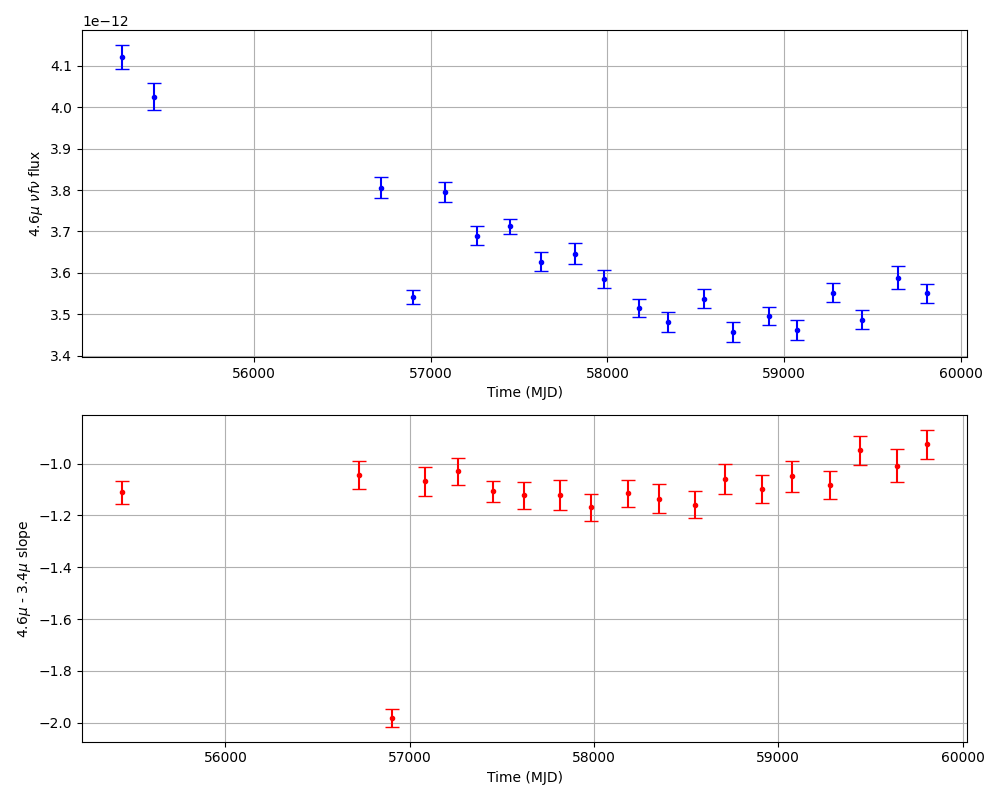 1e−12
4.1
4.0
3.9
3.8
3.7
3.6
3.5
3.4
4.6μ νfν flux
56000 57000 58000 59000 60000
Time (MJD)
−1.0
−1.2
−1.4
−1.6
−1.8
−2.0
4.6μ - 3.4μ slope
56000 57000 58000 59000 60000
Time (MJD)